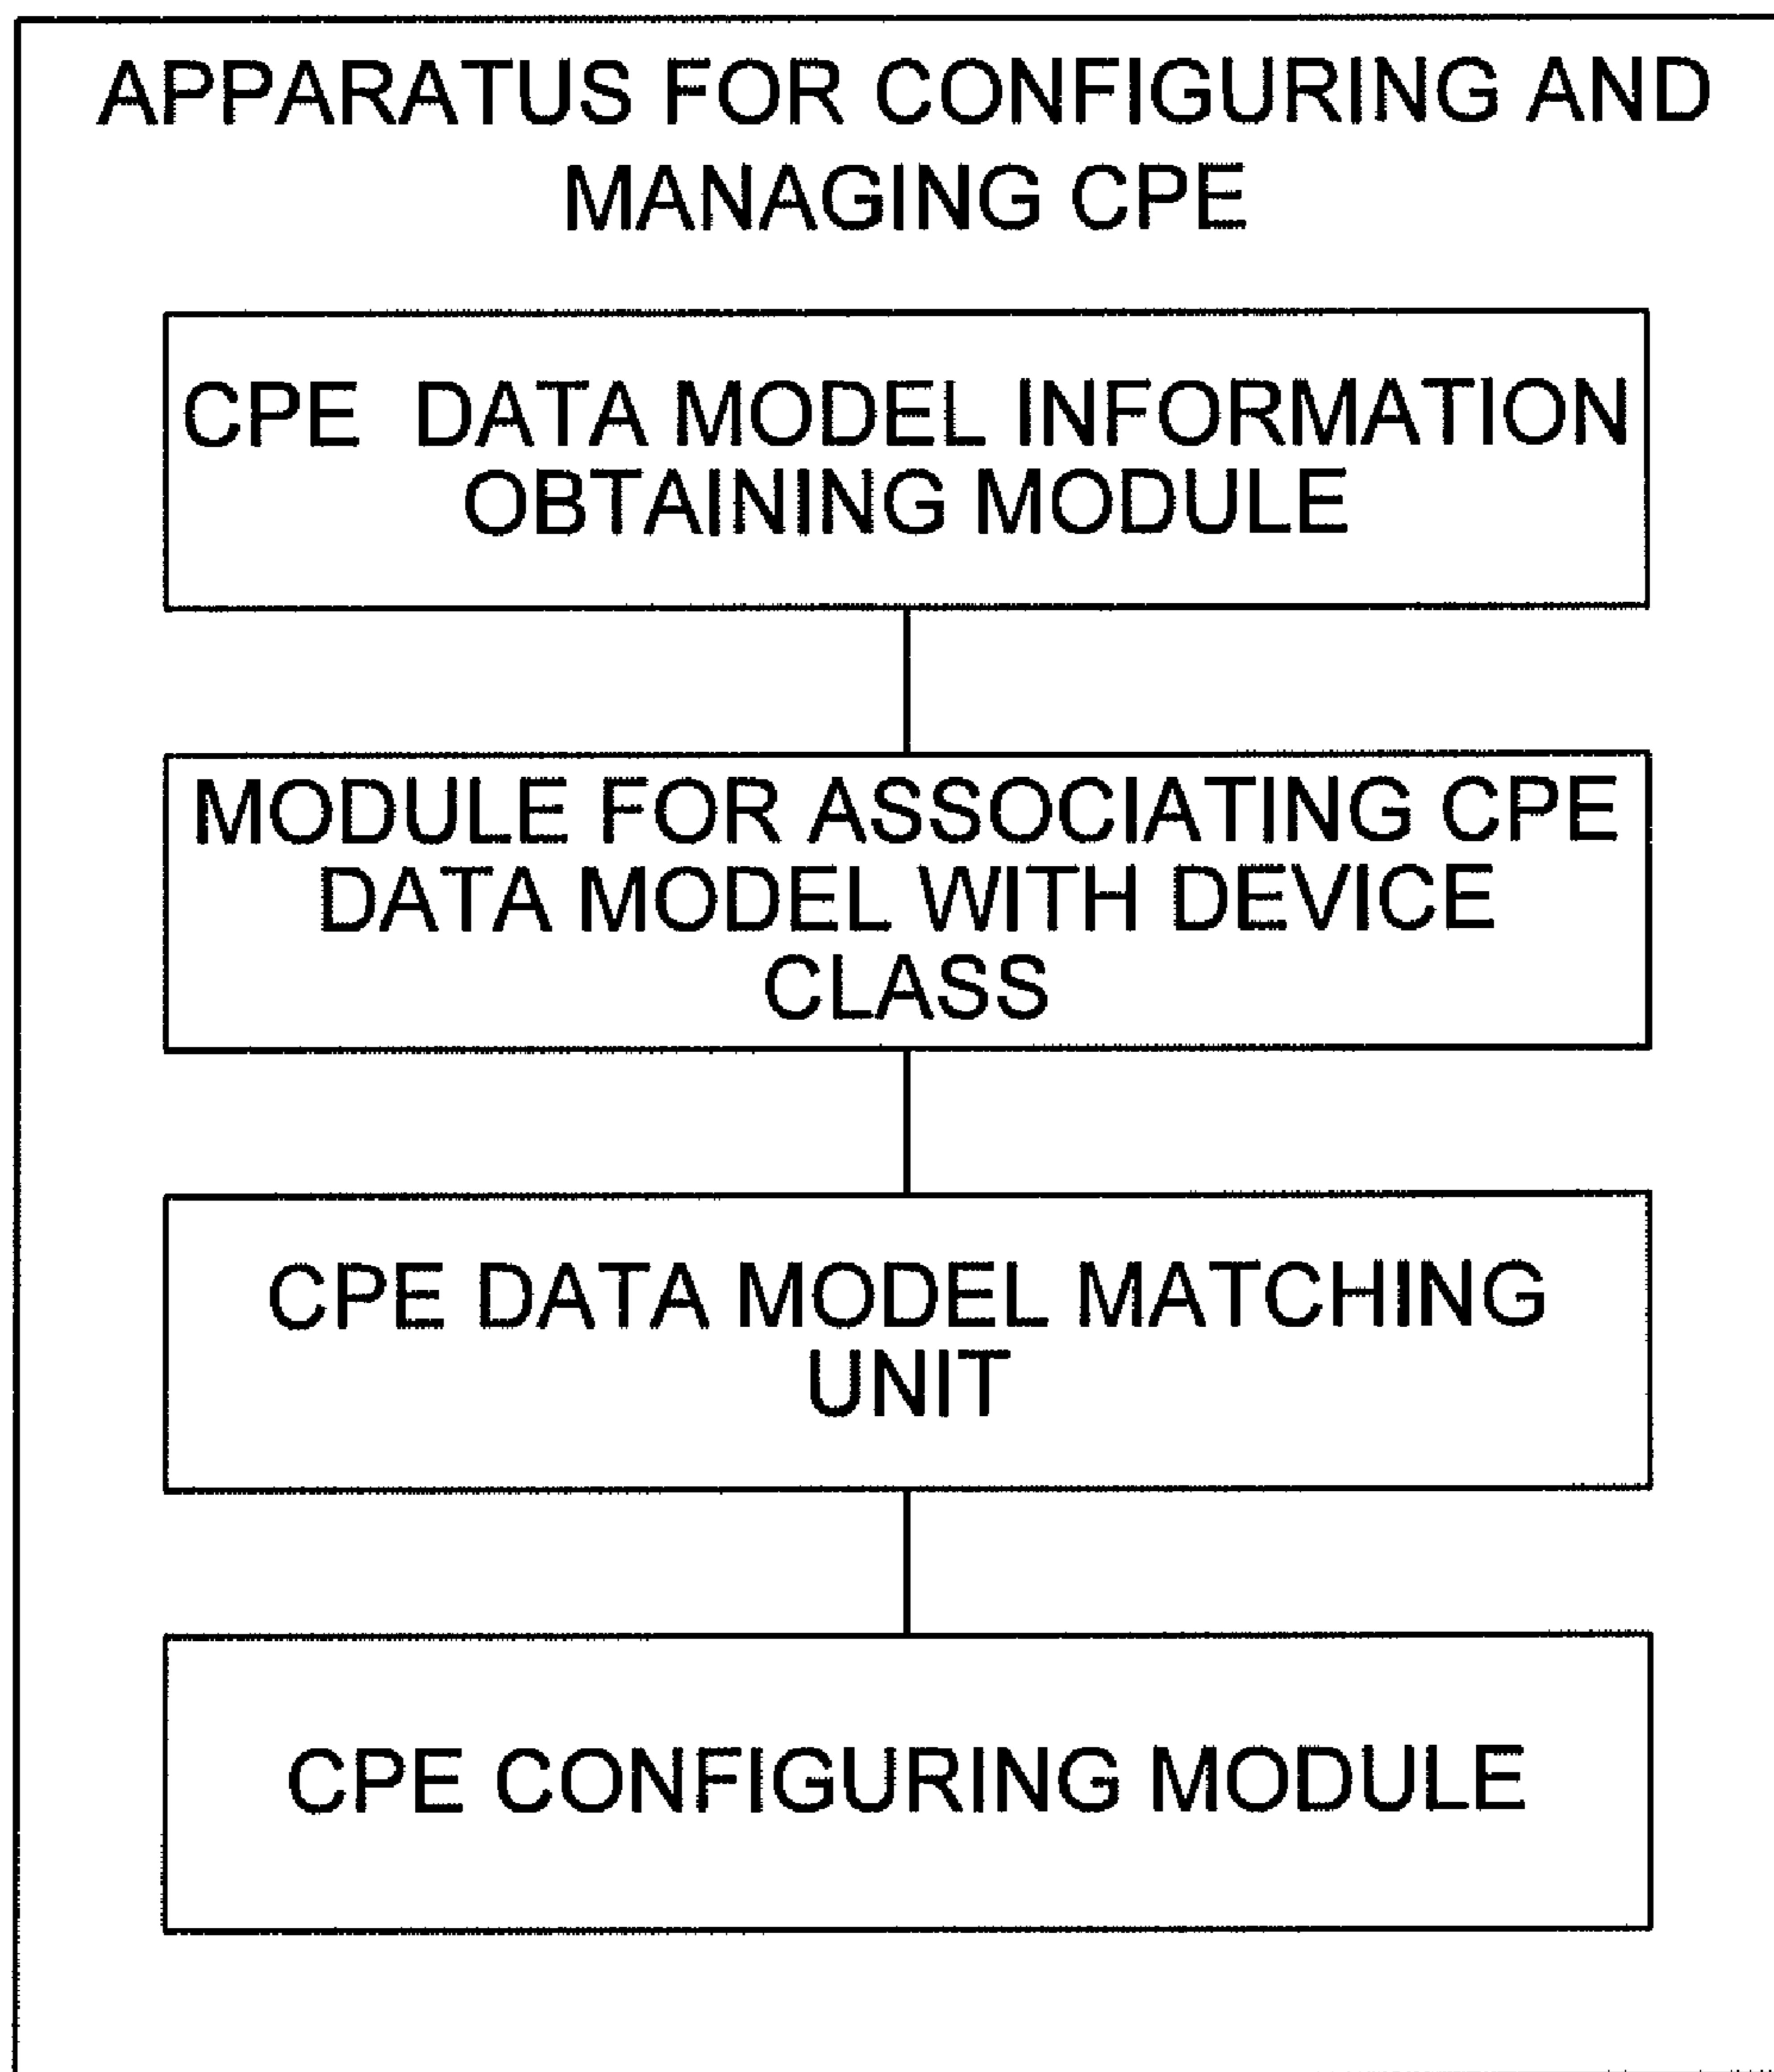 APPARATUS FOR CONFIGURING AND
MANAGING CPE
CPE DATA MODEL INFORMATION
OBTAINING MODULE
MODULE FOR ASSOCIATING CPE
DATA MODEL WITH DEVICE
CLASS
CPE DATA MODEL MATCHING
UNIT
CPE CONFIGURING MODULE